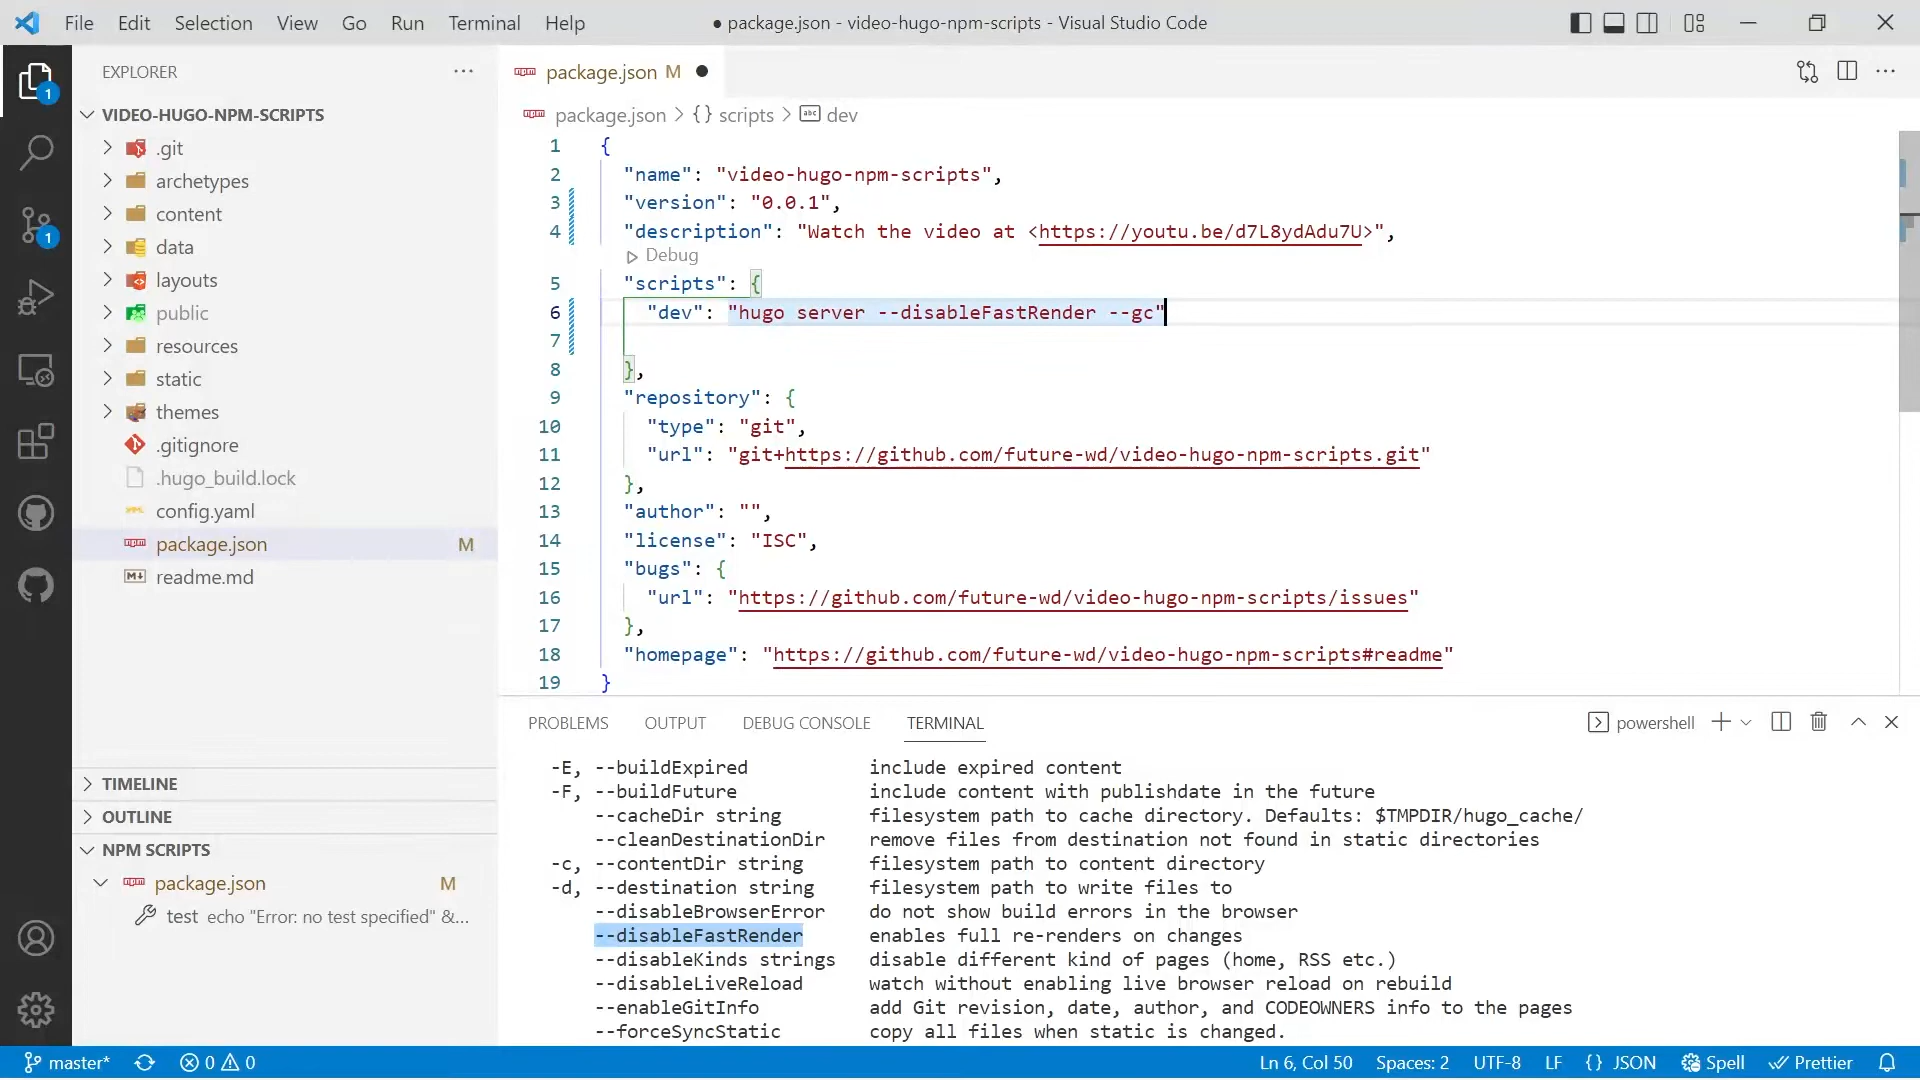 File Edit Selection View Go Run Terminal Help
● package.json - video-hugo-npm-scripts - Visual Studio Code
EXPLORER
VIDEO-HUGO-NPM-SCRIPTS
.git
archetypes
content
data
layouts
public
resources
static
themes
.gitignore
.hugo_build.lock
config.yaml
package.json M
readme.md
TIMELINE
OUTLINE
NPM SCRIPTS
package.json M
test echo "Error: no test specified" &...
1
1
package.json M ●
package.json > {} scripts > abc dev
1 {
2 "name": "video-hugo-npm-scripts",
3 "version": "0.0.1",
4 "description": "Watch the video at <https://youtu.be/d7L8ydAdu7U>",
Debug
5 "scripts": {
6 "dev": "hugo server --disableFastRender --gc"
7
8 },
9 "repository": {
10 "type": "git",
11 "url": "git+https://github.com/future-wd/video-hugo-npm-scripts.git"
12 },
13 "author": "",
14 "license": "ISC",
15 "bugs": {
16 "url": "https://github.com/future-wd/video-hugo-npm-scripts/issues"
17 },
18 "homepage": "https://github.com/future-wd/video-hugo-npm-scripts#readme"
19 }
PROBLEMS OUTPUT DEBUG CONSOLE TERMINAL powershell
-E, --buildExpired include expired content
-F, --buildFuture include content with publishdate in the future
--cacheDir string filesystem path to cache directory. Defaults: $TMPDIR/hugo_cache/
--cleanDestinationDir remove files from destination not found in static directories
-c, --contentDir string filesystem path to content directory
-d, --destination string filesystem path to write files to
--disableBrowserError do not show build errors in the browser
--disableFastRender enables full re-renders on changes
--disableKinds strings disable different kind of pages (home, RSS etc.)
--disableLiveReload watch without enabling live browser reload on rebuild
--enableGitInfo add Git revision, date, author, and CODEOWNERS info to the pages
--forceSyncStatic copy all files when static is changed.
master* 0 0 Ln 6, Col 50 Spaces: 2 UTF-8 LF {} JSON Spell Prettier